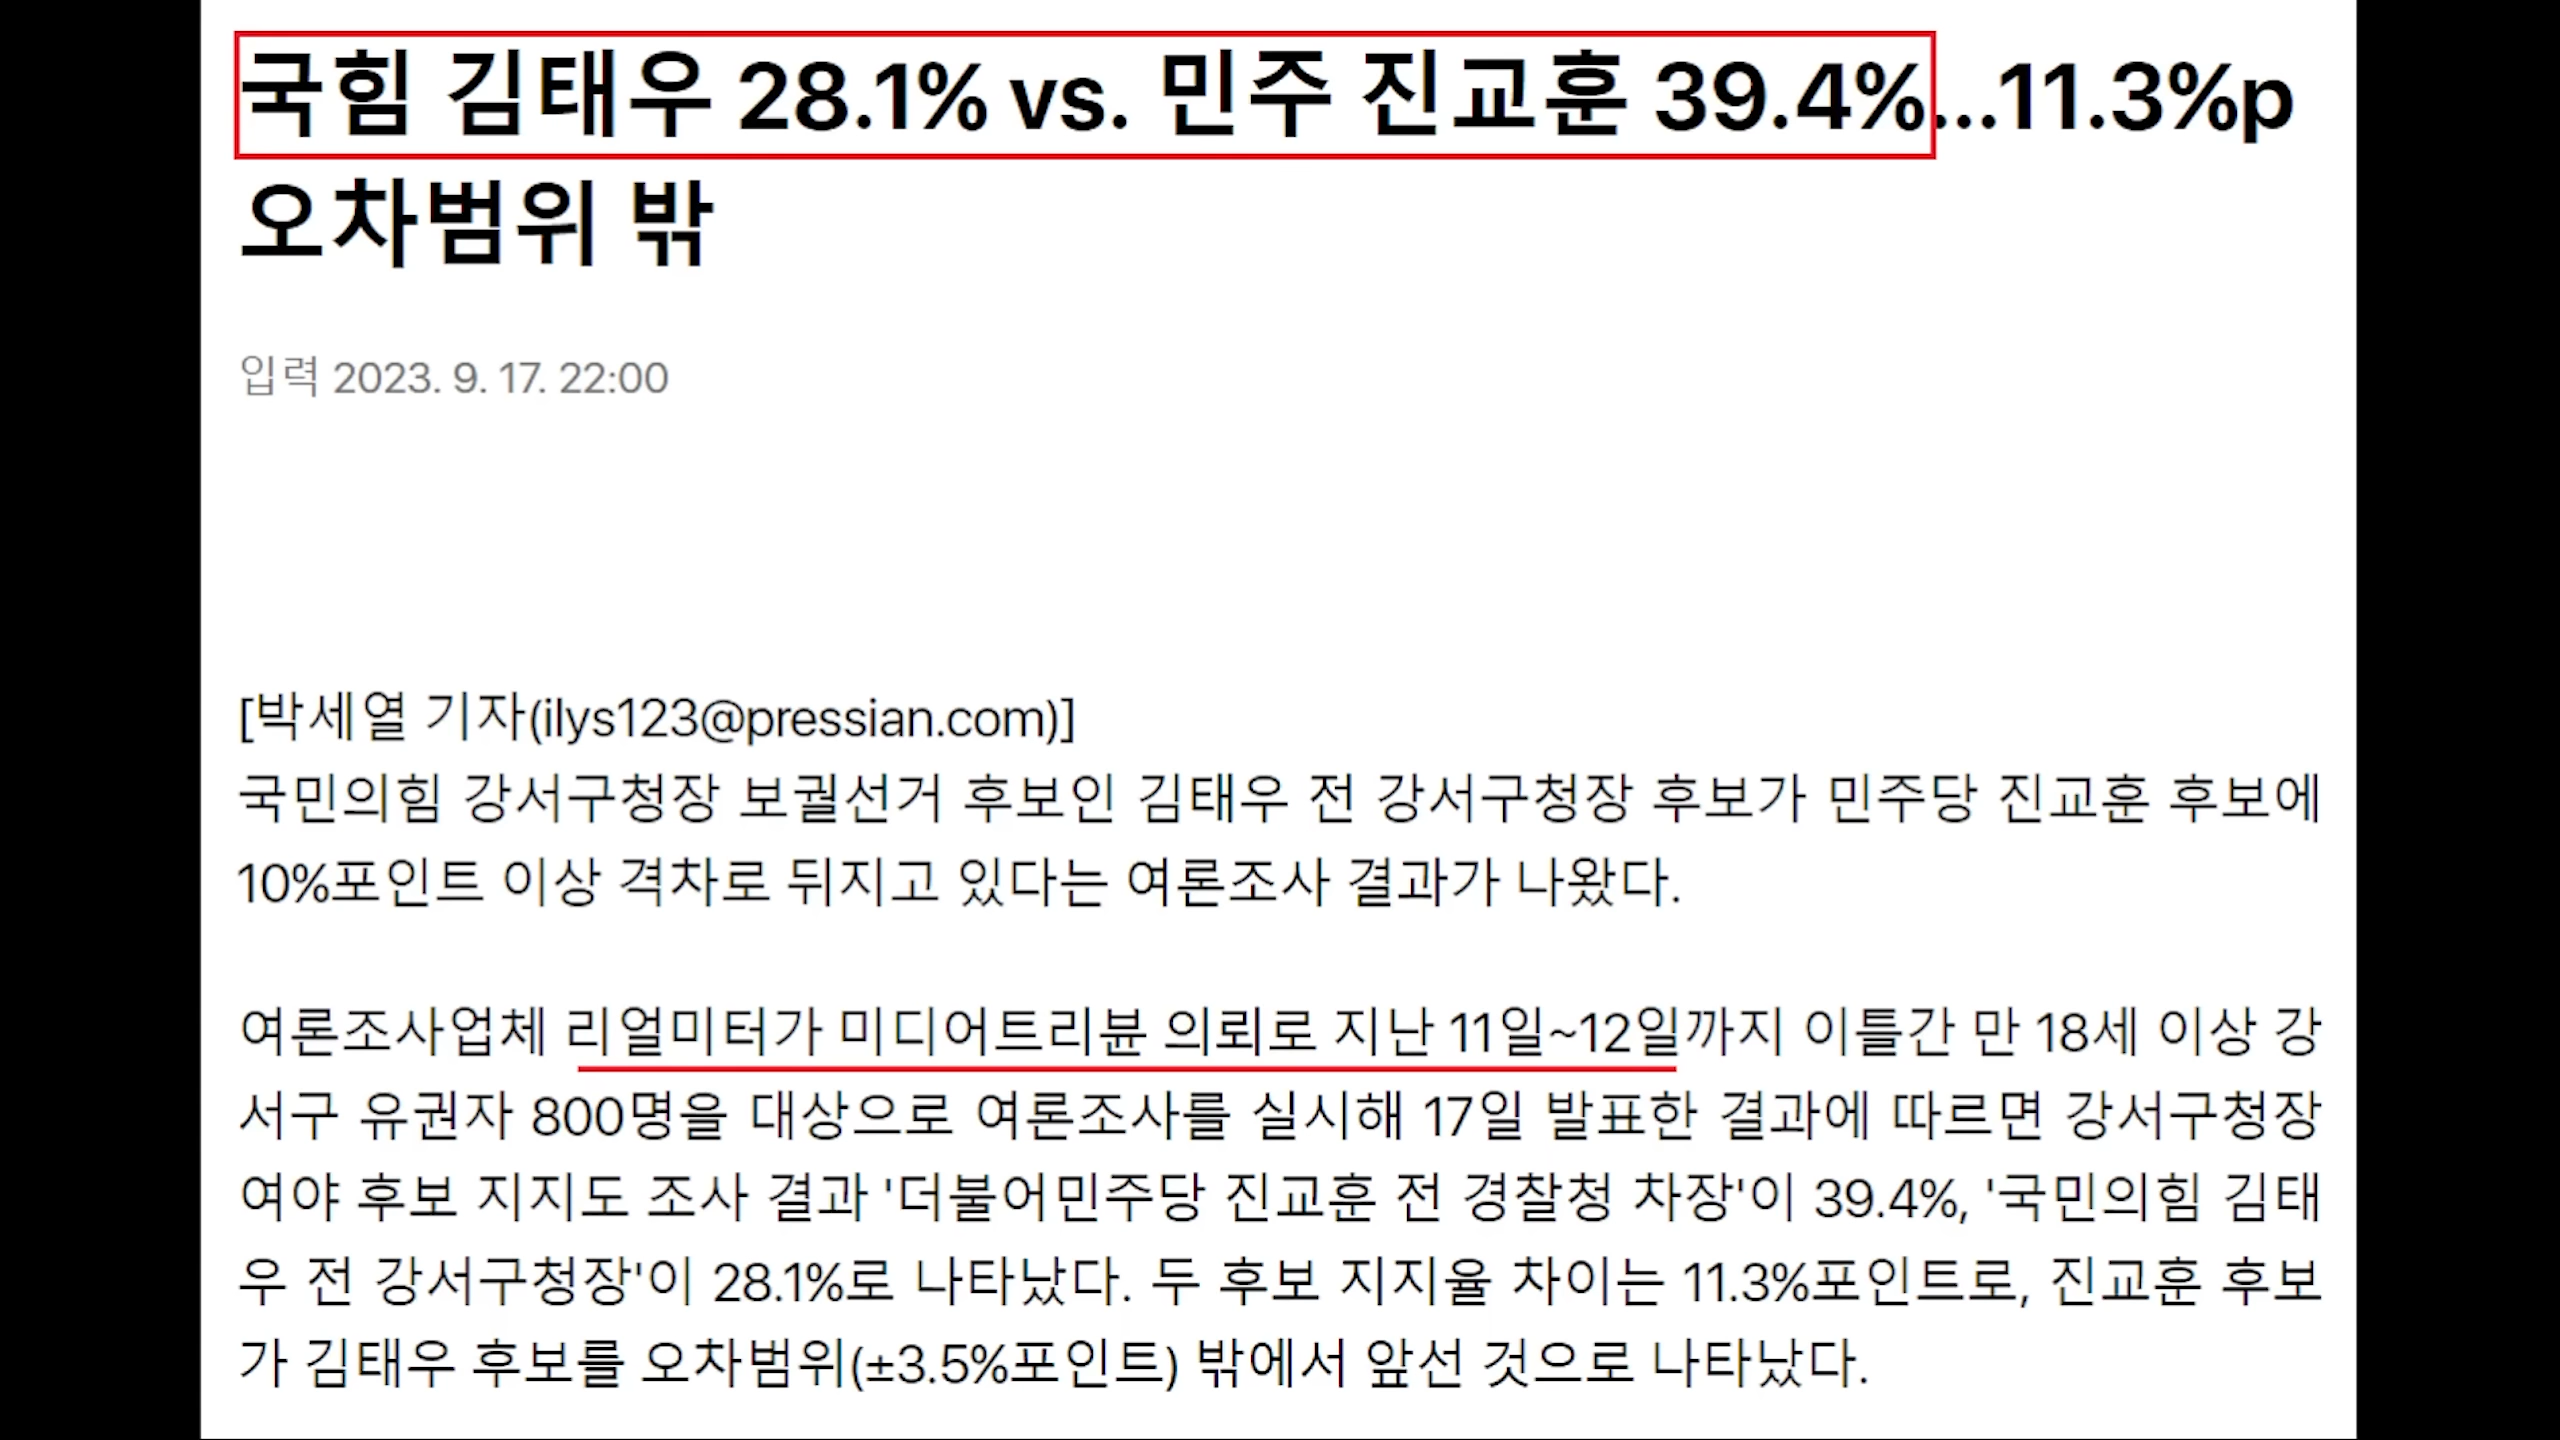 국힘 김태우 28.1% vs. 민주 진교훈 39.4%...11.3%p
오차범위 밖
입력 2023. 9. 17. 22:00
[박세열 기자(ilys123@pressian.com)]
국민의힘 강서구청장 보궐선거 후보인 김태우 전 강서구청장 후보가 민주당 진교훈 후보에
10%포인트 이상 격차로 뒤지고 있다는 여론조사 결과가 나왔다.
여론조사업체 리얼미터가 미디어트리뷴 의뢰로 지난 11일~12일까지 이틀간 만 18세 이상 강
서구 유권자 800명을 대상으로 여론조사를 실시해 17일 발표한 결과에 따르면 강서구청장
여야 후보 지지도 조사 결과 '더불어민주당 진교훈 전 경찰청 차장'이 39.4%, '국민의힘 김태
우 전 강서구청장'이 28.1%로 나타났다. 두 후보 지지율 차이는 11.3%포인트로, 진교훈 후보
가 김태우 후보를 오차범위(±3.5%포인트) 밖에서 앞선 것으로 나타났다.